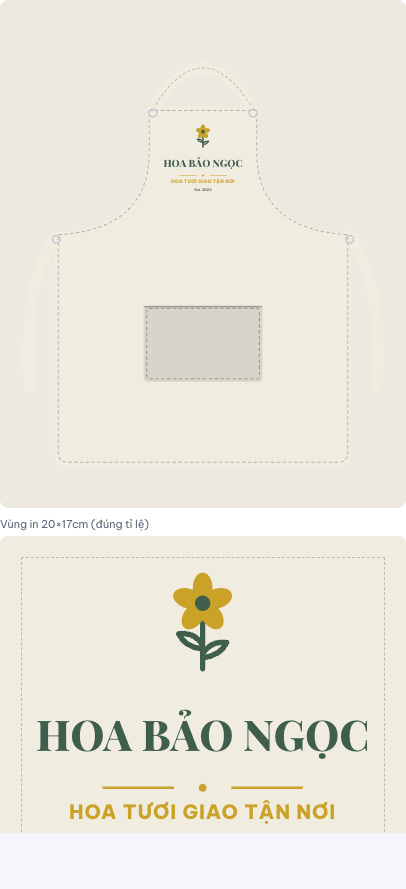 HOA BẢO NGỌC
HOA TƯƠI GIAO TẬN NƠI
Est. 2022
Vùng in 20×17cm (đúng tỉ lệ)
HOA BẢO NGỌC
HOA TƯƠI GIAO TẬN NƠI